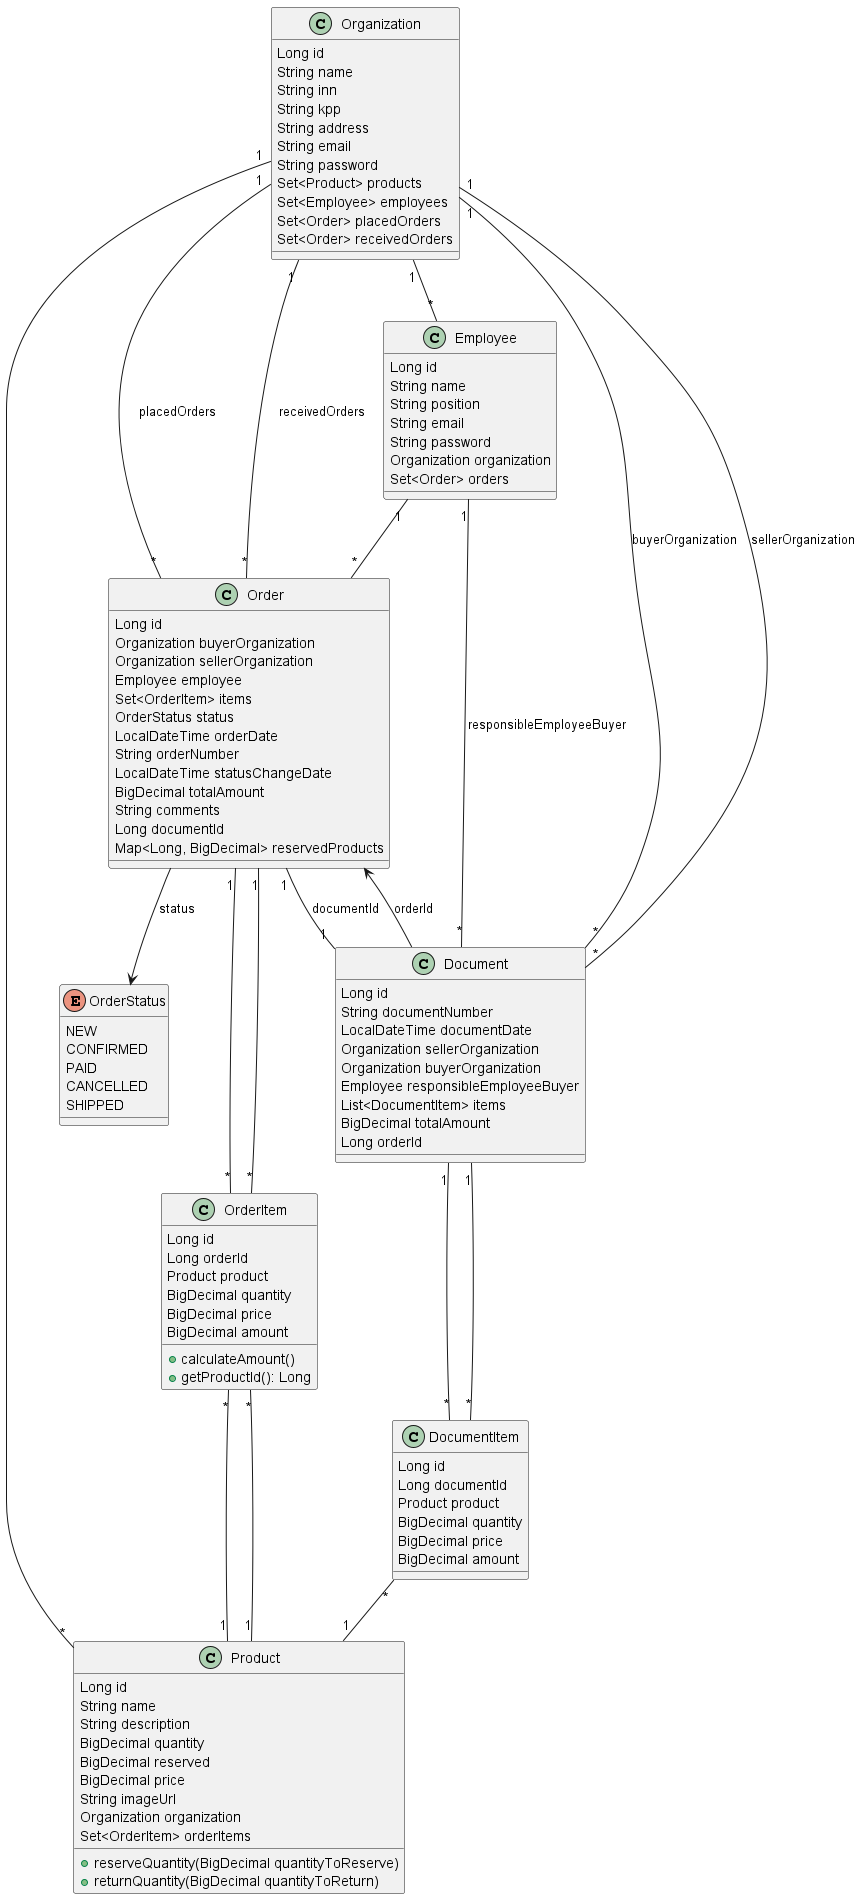 C Organization
Long id
String name
String inn
String kpp
String address
String email
String password
Set<Product> products
Set<Employee> employees
Set<Order> placedOrders
Set<Order> receivedOrders
1
1
1
1
1
1
*
C Employee
Long id
String name
String position
String email
String password
Organization organization
Set<Order> orders
placedOrders
receivedOrders
1
1
buyerOrganization
sellerOrganization
*
*
*
C Order
Long id
Organization buyerOrganization
Organization sellerOrganization
Employee employee
Set<OrderItem> items
OrderStatus status
LocalDateTime orderDate
String orderNumber
LocalDateTime statusChangeDate
BigDecimal totalAmount
String comments
Long documentId
Map<Long, BigDecimal> reservedProducts
responsibleEmployeeBuyer
1
1
1
status
documentId
orderId
1
*
*
*
E OrderStatus
NEW
CONFIRMED
PAID
CANCELLED
SHIPPED
C Document
Long id
String documentNumber
LocalDateTime documentDate
Organization sellerOrganization
Organization buyerOrganization
Employee responsibleEmployeeBuyer
List<DocumentItem> items
BigDecimal totalAmount
Long orderId
*
*
1
1
C OrderItem
Long id
Long orderId
Product product
BigDecimal quantity
BigDecimal price
BigDecimal amount
calculateAmount()
getProductId(): Long
*
*
*
*
C DocumentItem
Long id
Long documentId
Product product
BigDecimal quantity
BigDecimal price
BigDecimal amount
*
*
1
1
1
C Product
Long id
String name
String description
BigDecimal quantity
BigDecimal reserved
BigDecimal price
String imageUrl
Organization organization
Set<OrderItem> orderItems
reserveQuantity(BigDecimal quantityToReserve)
returnQuantity(BigDecimal quantityToReturn)